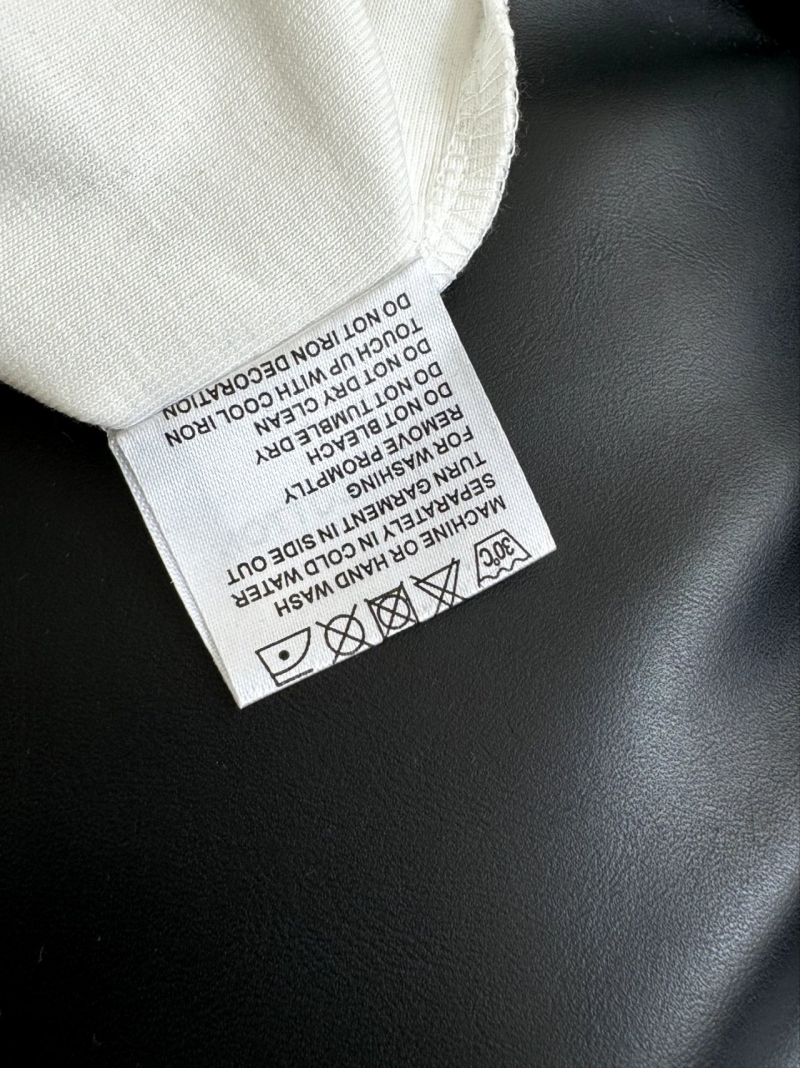 30°C
MACHINE OR HAND WASH
SEPARATELY IN COLD WATER
TURN GARMENT IN SIDE OUT
FOR WASHING
REMOVE PROMPTLY
DO NOT BLEACH
DO NOT TUMBLE DRY
DO NOT DRY CLEAN
TOUCH UP WITH COOL IRON
DO NOT IRON DECORATION